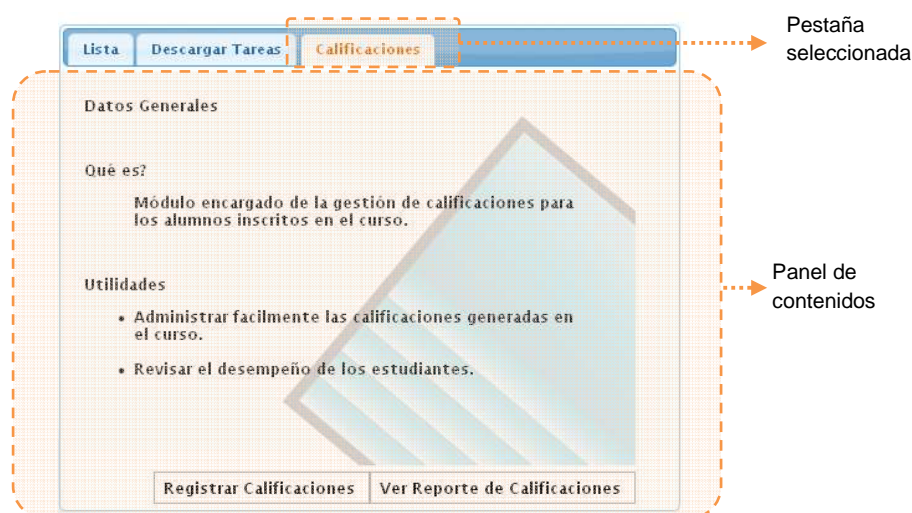 Lista Descargar Tareas Calificaciones
Pestaña
seleccionada
Datos Generales
Qué es?
Módulo encargado de la gestión de calificaciones para
los alumnos inscritos en el curso.
Utilidades
• Administrar facilmente las calificaciones generadas en
el curso.
• Revisar el desempeño de los estudiantes.
Panel de
contenidos
Registrar Calificaciones Ver Reporte de Calificaciones